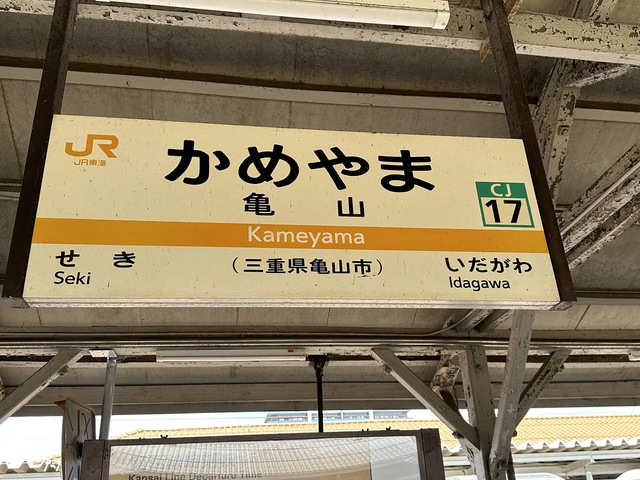 JR
JR東海
かめやま
亀山
CJ
17
Kameyama
せき
Seki
(三重県亀山市)
いだがわ
Idagawa
Kansai Line Departure Time